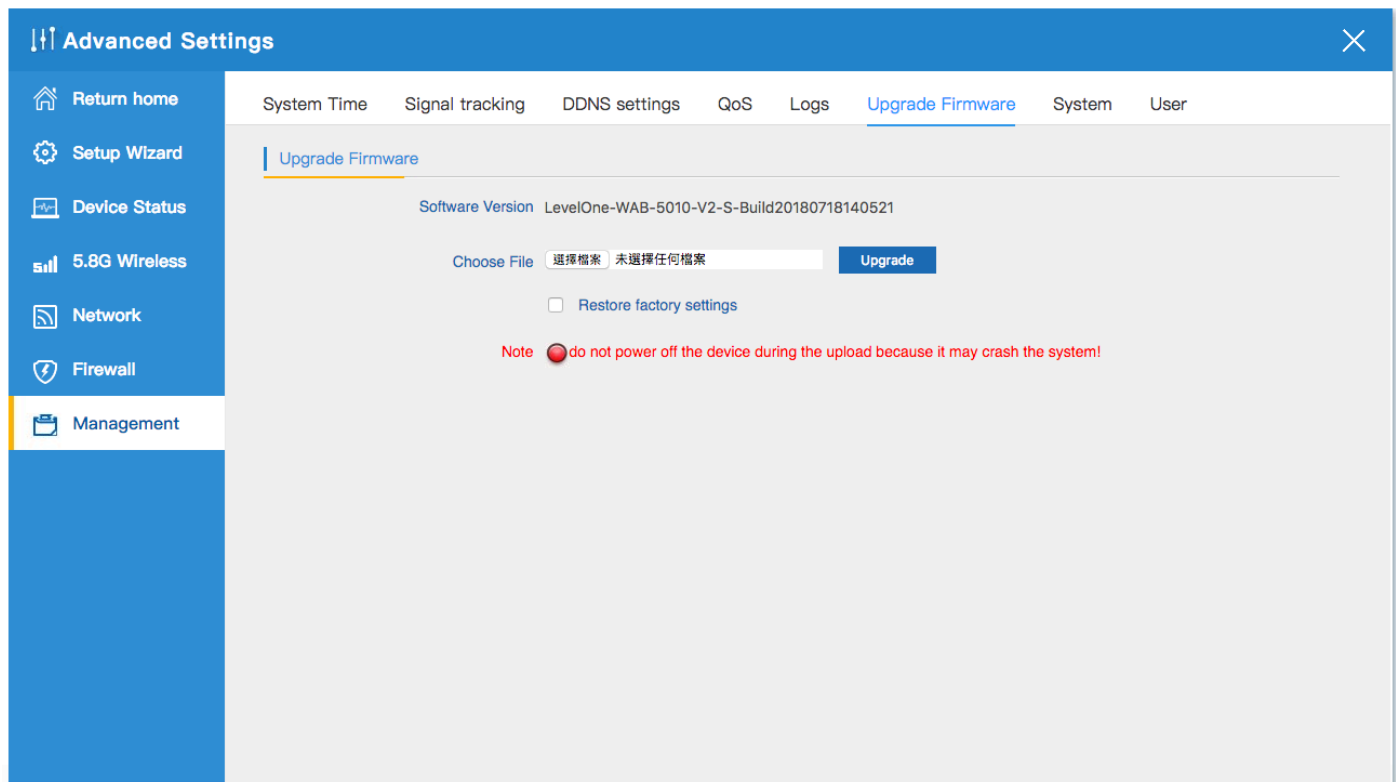 Advanced Settings
Return home
Setup Wizard
Device Status
5.8G Wireless
Network
Firewall
Management
System Time Signal tracking DDNS settings QoS Logs Upgrade Firmware System User
Upgrade Firmware
Software Version LevelOne-WAB-5010-V2-S-Build20180718140521
Choose File 選擇檔案 未選擇任何檔案 Upgrade
Restore factory settings
Note do not power off the device during the upload because it may crash the system!